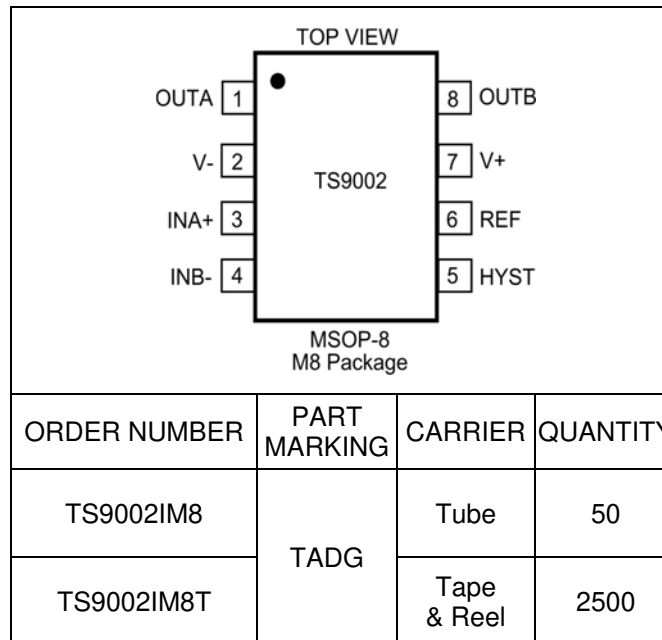 TOP VIEW
OUTA 1 8 OUTB
V- 2 7 V+
TS9002
INA+ 3 6 REF
INB- 4 5 HYST
MSOP-8
M8 Package
ORDER NUMBER PART MARKING CARRIER QUANTITY
TS9002IM8 Tube 50
TADG
TS9002IM8T Tape & Reel 2500